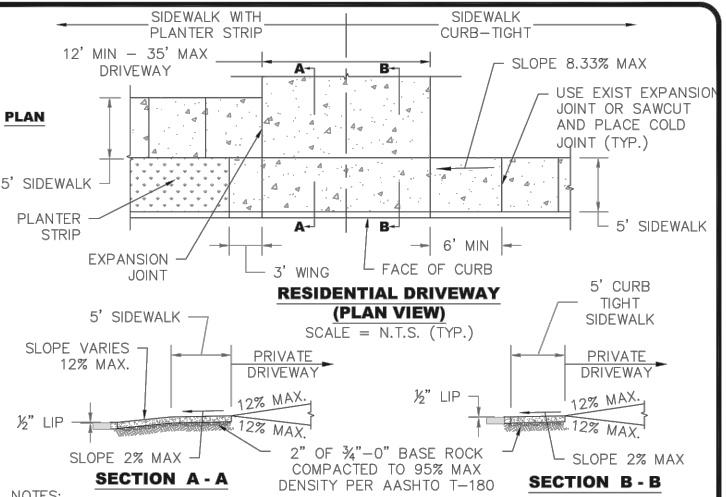 SIDEWALK WITH
PLANTER STRIP
SIDEWALK
CURB-TIGHT
12' MIN – 35' MAX
DRIVEWAY
A
B
SLOPE 8.33% MAX
USE EXIST EXPANSION
JOINT OR SAWCUT
AND PLACE COLD
JOINT (TYP.)
PLAN
5' SIDEWALK
PLANTER
STRIP
A
B
5' SIDEWALK
6' MIN
EXPANSION
JOINT
3' WING
FACE OF CURB
RESIDENTIAL DRIVEWAY
(PLAN VIEW)
SCALE = N.T.S. (TYP.)
5' SIDEWALK
SLOPE VARIES
12% MAX.
PRIVATE
DRIVEWAY
½" LIP
12% MAX.
12% MAX.
SLOPE 2% MAX
SECTION A - A
2" OF ¾"-0" BASE ROCK
COMPACTED TO 95% MAX
DENSITY PER AASHTO T-180
5' CURB
TIGHT
SIDEWALK
PRIVATE
DRIVEWAY
½" LIP
12% MAX.
12% MAX.
SLOPE 2% MAX
SECTION B - B
NOTES: